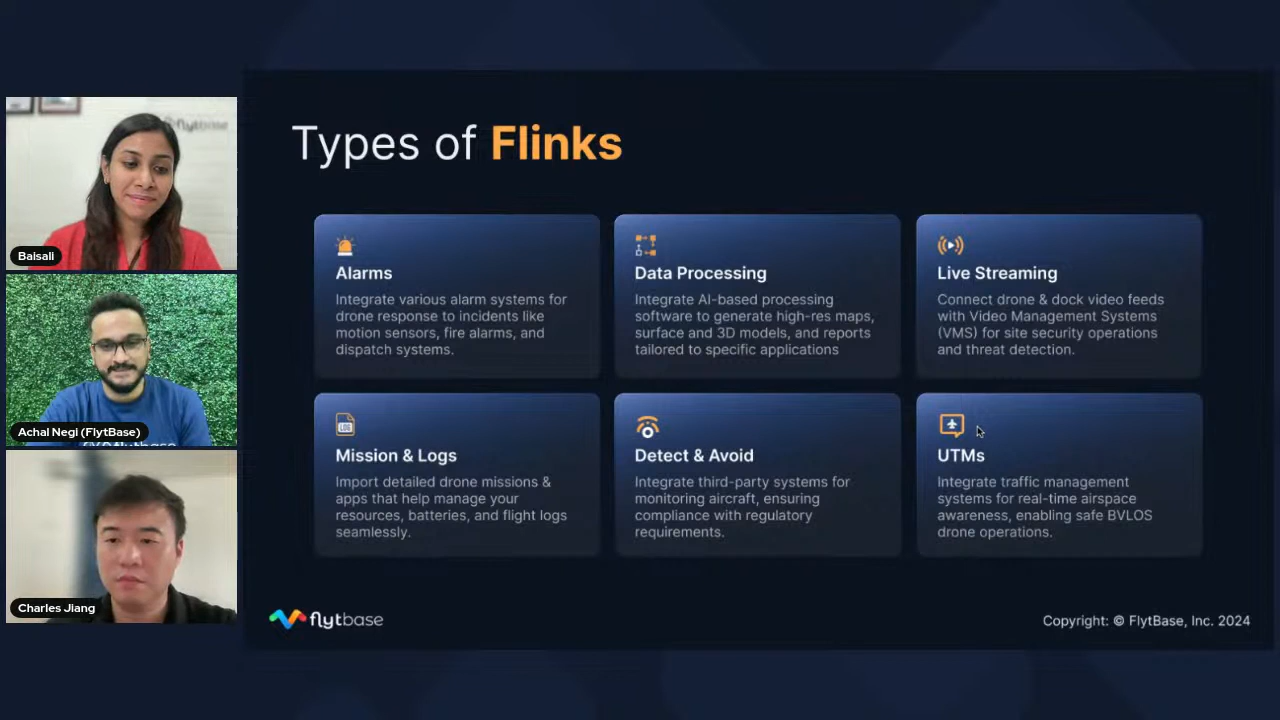 flytbase
Baisali
Achal Negi (FlytBase)
Charles Jiang
Types of Flinks
Alarms
Integrate various alarm systems for
drone response to incidents like
motion sensors, fire alarms, and
dispatch systems.
Data Processing
Integrate AI-based processing
software to generate high-res maps,
surface and 3D models, and reports
tailored to specific applications
Live Streaming
Connect drone & dock video feeds
with Video Management Systems
(VMS) for site security operations
and threat detection.
LOG
Mission & Logs
Import detailed drone missions &
apps that help manage your
resources, batteries, and flight logs
seamlessly.
Detect & Avoid
Integrate third-party systems for
monitoring aircraft, ensuring
compliance with regulatory
requirements.
UTMs
Integrate traffic management
systems for real-time airspace
awareness, enabling safe BVLOS
drone operations.
flytbase
Copyright: © FlytBase, Inc. 2024